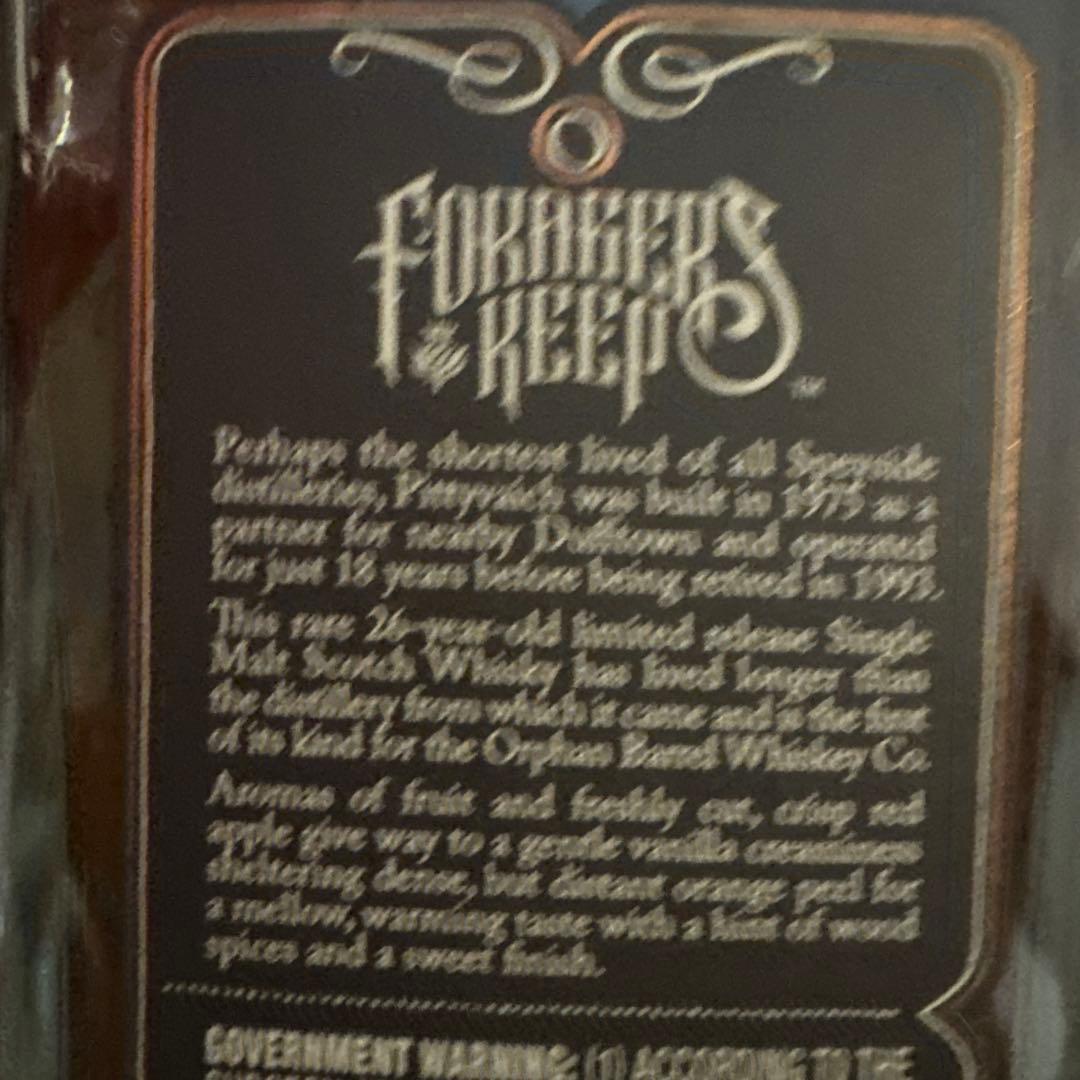 FORAGER'S
KEEP
Perhaps the shortest lived of all Speyside
distilleries, Pittyvaich was built in 1975 as a
partner for nearby Dufftown and operated
for just 18 years before being retired in 1993.
This rare 26-year-old limited release Single
Malt Scotch Whisky has lived longer than
the distillery from which it came and is the first
of its kind for the Orphan Barrel Whiskey Co.
Aromas of fruit and freshly cut, crisp red
apple give way to a gentle vanilla creaminess
sheltering dense, but distant orange peel for
a mellow, warming taste with a hint of wood
spices and a sweet finish.
GOVERNMENT WARNING: (1) ACCORDING TO THE